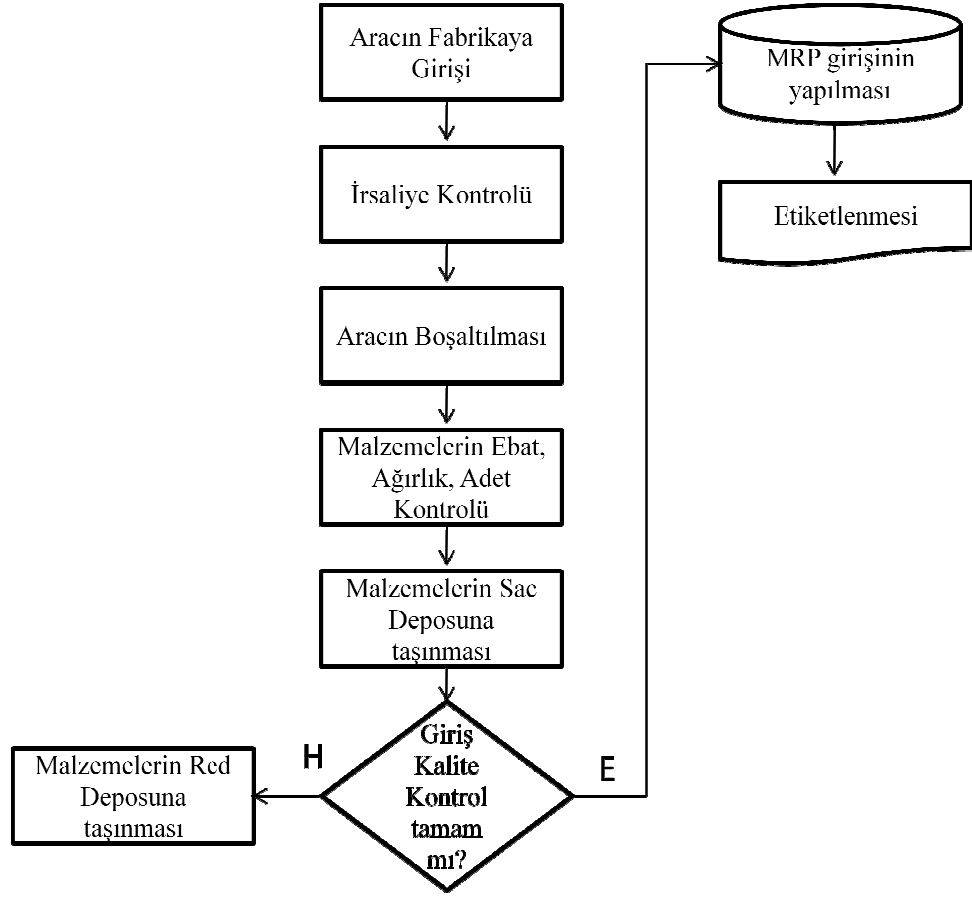 Aracın Fabrikaya
Girişi
İrsaliye Kontrolü
Aracın Boşaltılması
Malzemelerin Ebat,
Ağırlık, Adet
Kontrolü
Malzemelerin Sac
Deposuna
taşınması
Giriş
Kalite
Kontrol
tamam
mı?
H
Malzemelerin Red
Deposuna
taşınması
E
MRP girişinin
yapılması
Etiketlenmesi